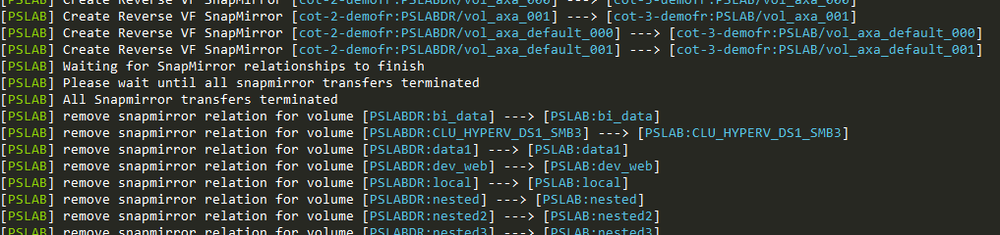 [PSLAB] Create Reverse VF SnapMirror [cot-2-demofr:PSLABDR/vol_axa_000] ---> [cot-3-demofr:PSLAB/vol_axa_000]
[PSLAB] Create Reverse VF SnapMirror [cot-2-demofr:PSLABDR/vol_axa_001] ---> [cot-3-demofr:PSLAB/vol_axa_001]
[PSLAB] Create Reverse VF SnapMirror [cot-2-demofr:PSLABDR/vol_axa_default_000] ---> [cot-3-demofr:PSLAB/vol_axa_default_000]
[PSLAB] Create Reverse VF SnapMirror [cot-2-demofr:PSLABDR/vol_axa_default_001] ---> [cot-3-demofr:PSLAB/vol_axa_default_001]
[PSLAB] Waiting for SnapMirror relationships to finish
[PSLAB] Please wait until all snapmirror transfers terminated
[PSLAB] All Snapmirror transfers terminated
[PSLAB] remove snapmirror relation for volume [PSLABDR:bi_data] ---> [PSLAB:bi_data]
[PSLAB] remove snapmirror relation for volume [PSLABDR:CLU_HYPERV_DS1_SMB3] ---> [PSLAB:CLU_HYPERV_DS1_SMB3]
[PSLAB] remove snapmirror relation for volume [PSLABDR:data1] ---> [PSLAB:data1]
[PSLAB] remove snapmirror relation for volume [PSLABDR:dev_web] ---> [PSLAB:dev_web]
[PSLAB] remove snapmirror relation for volume [PSLABDR:local] ---> [PSLAB:local]
[PSLAB] remove snapmirror relation for volume [PSLABDR:nested] ---> [PSLAB:nested]
[PSLAB] remove snapmirror relation for volume [PSLABDR:nested2] ---> [PSLAB:nested2]
[PSLAB] remove snapmirror relation for volume [PSLABDR:nested3] ---> [PSLAB:nested3]